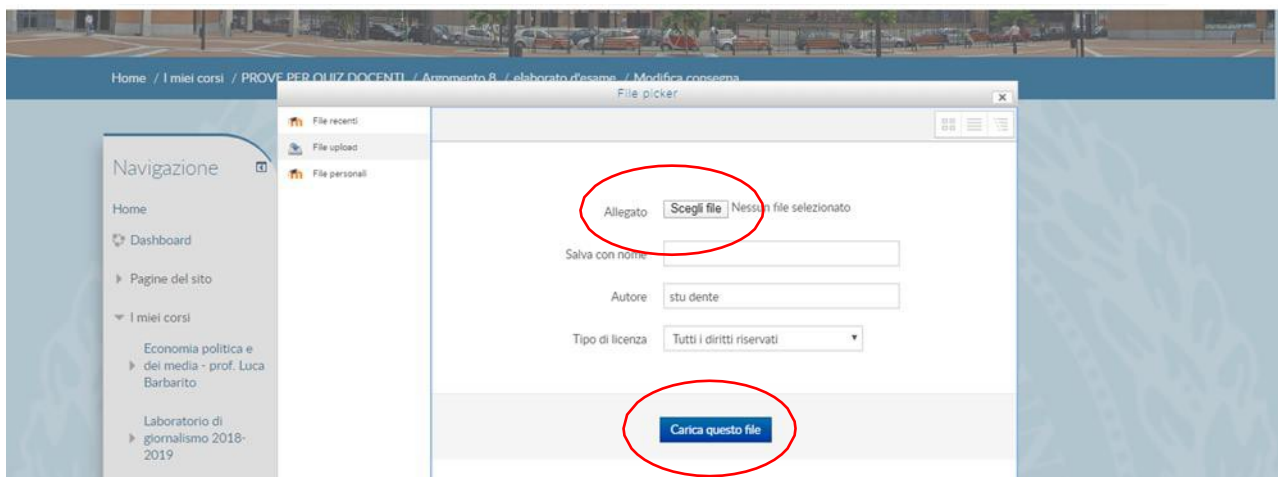 Home / I miei corsi / PROVE PER QUIZ DOCENTI / Argomento 8 / elaborato d'esame / Modifica consegna
File picker
File recenti
File upload
File personali
Navigazione
Home
Dashboard
Pagine del sito
I miei corsi
Economia politica e
dei media - prof. Luca
Barbarito
Laboratorio di
giornalismo 2018-
2019
Allegato Scegli file Nessun file selezionato
Salva con nome
Autore stu dente
Tipo di licenza Tutti i diritti riservati
Carica questo file